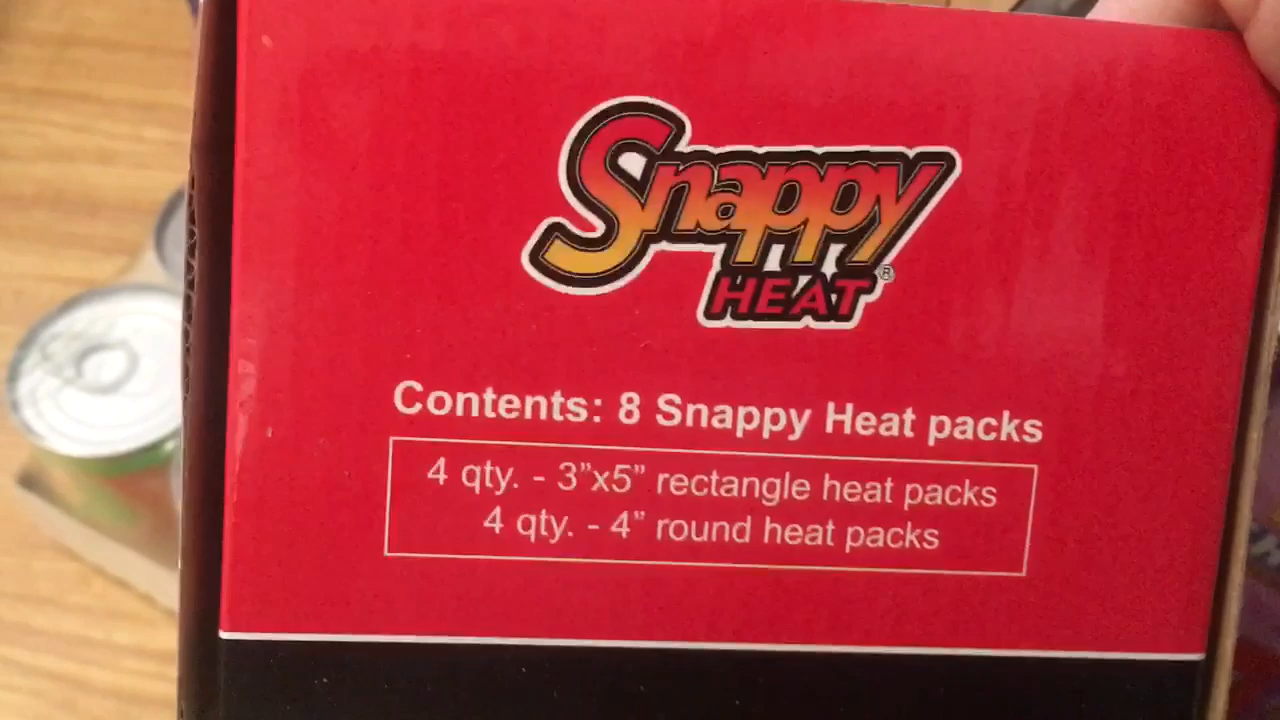 Snappy
HEAT®
Contents: 8 Snappy Heat packs
4 qty. - 3”x5” rectangle heat packs
4 qty. - 4” round heat packs